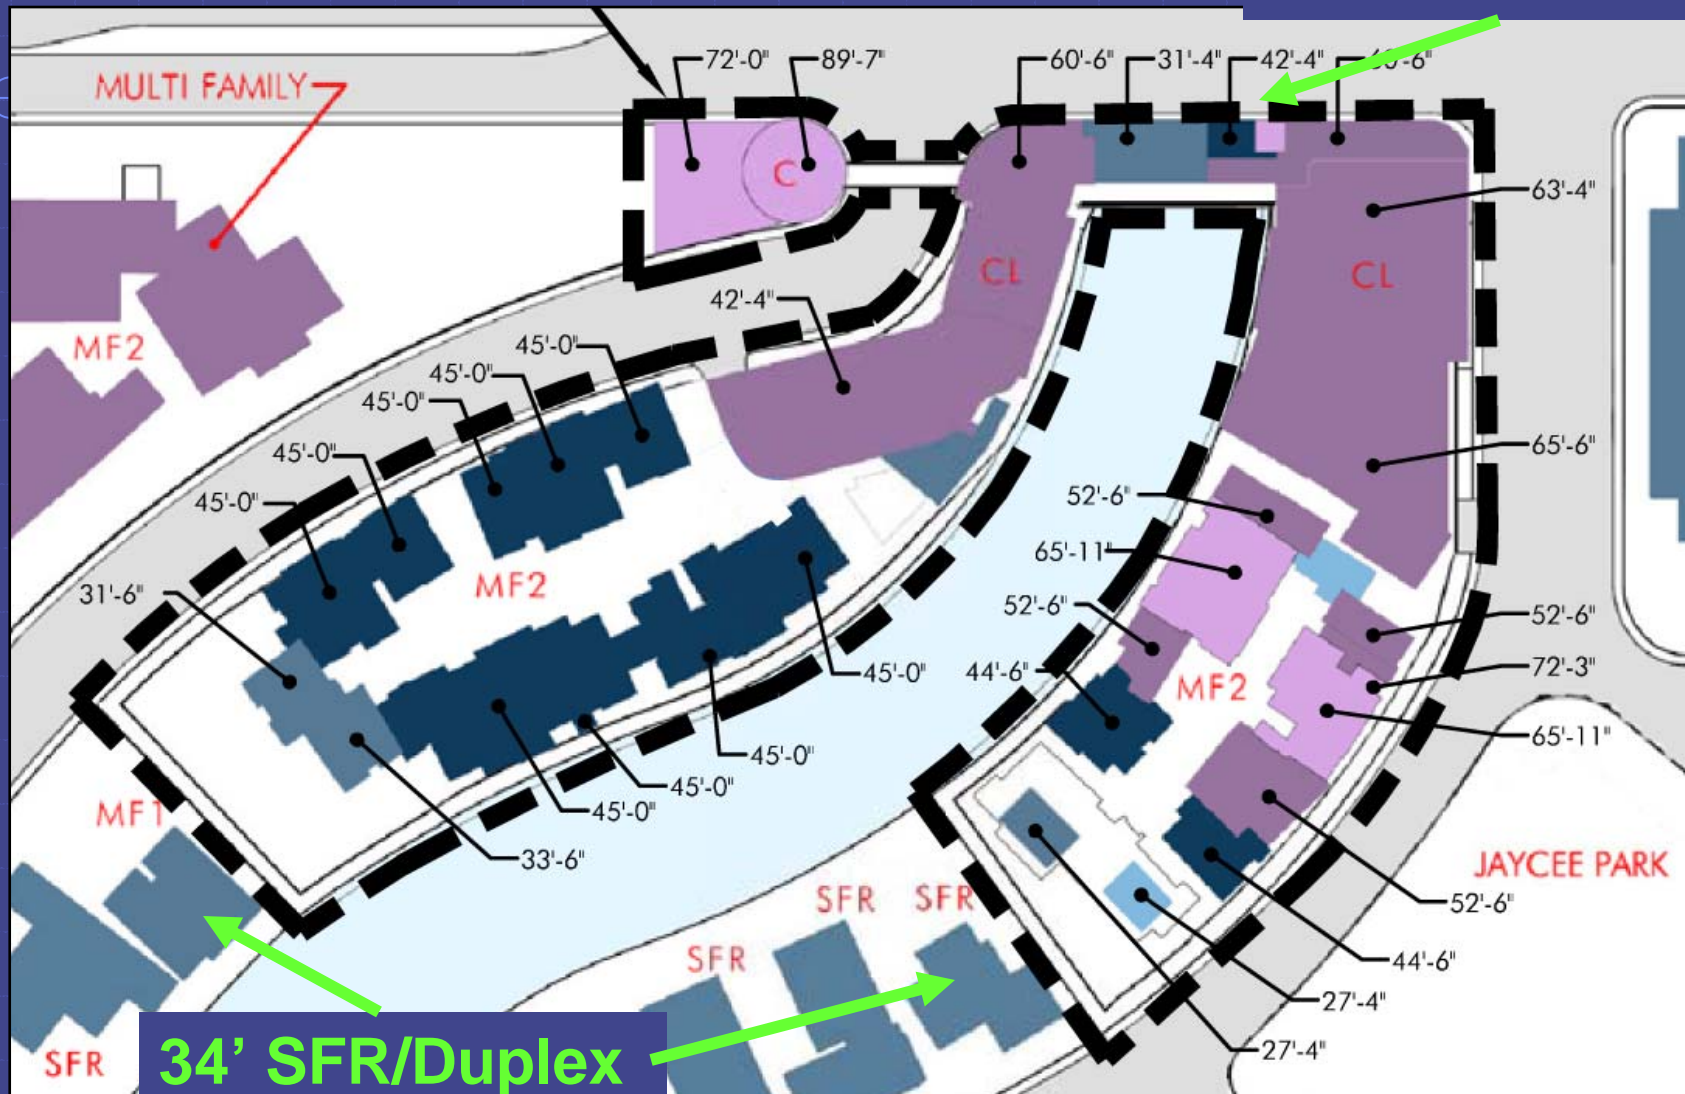 72'-0"
89'-7"
60'-6"
31'-4"
42'-4"
MULTI FAMILY
C
63'-4"
CL
CL
42'-4"
MF2
45'-0"
45'-0"
45'-0"
45'-0"
65'-6"
45'-0"
52'-6"
65'-11"
MF2
31'-6"
52'-6"
52'-6"
44'-6"
45'-0"
72'-3"
MF2
65'-11"
45'-0"
45'-0"
MF1
45'-0"
33'-6"
JAYCEE PARK
SFR
SFR
52'-6"
SFR
44'-6"
27'-4"
27'-4"
SFR
34' SFR/Duplex